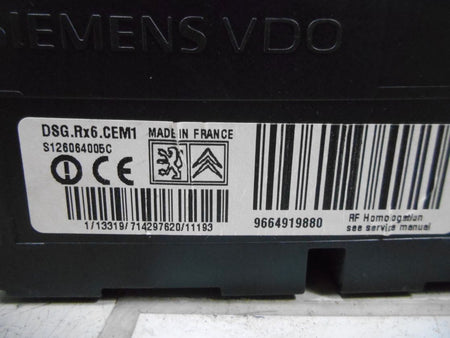 SIEMENS VDO
DSG.Rx6.CEM1 MADE IN FRANCE
S126064005C
CE
1/13319/714297620/11193
9664919880
RF Homologation
see service manual